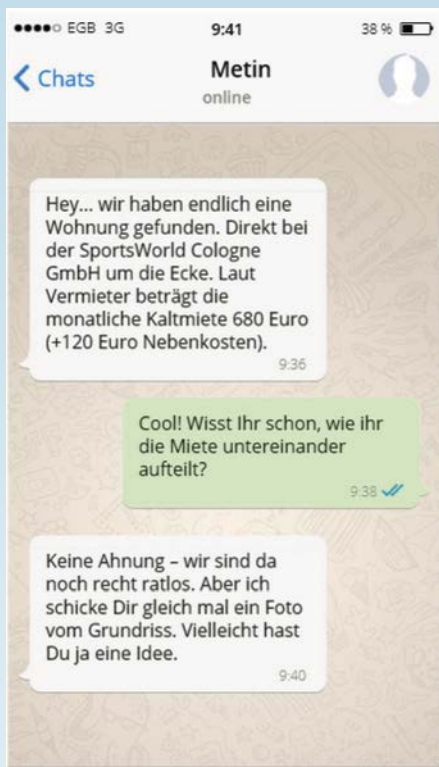 EGB 3G 9:41 38 %
Chats Metin
online
Hey... wir haben endlich eine
Wohnung gefunden. Direkt bei
der SportsWorld Cologne
GmbH um die Ecke. Laut
Vermieter beträgt die
monatliche Kaltmiete 680 Euro
(+120 Euro Nebenkosten).
9:36
Cool! Wisst Ihr schon, wie ihr
die Miete untereinander
aufteilt?
9:38
Keine Ahnung – wir sind da
noch recht ratlos. Aber ich
schicke Dir gleich mal ein Foto
vom Grundriss. Vielleicht hast
Du ja eine Idee.
9:40